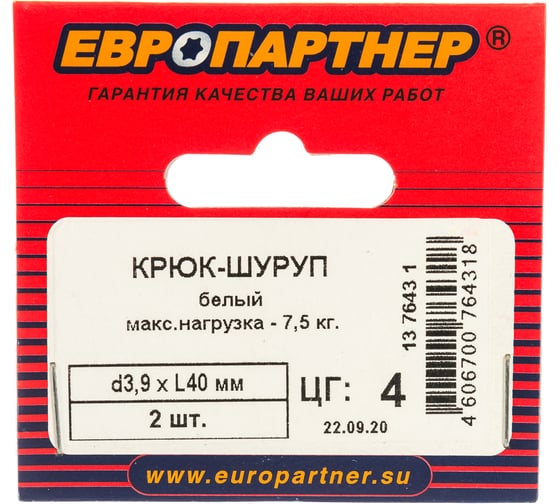 ЕВРОПАРТНЕР®
ГАРАНТИЯ КАЧЕСТВА ВАШИХ РАБОТ
КРЮК-ШУРУП
белый
макс.нагрузка - 7,5 кг.
d3,9 x L40 мм
2 шт.
ЦГ: 4
22.09.20
13 7643 1
4 606700 764318
www.europartner.su